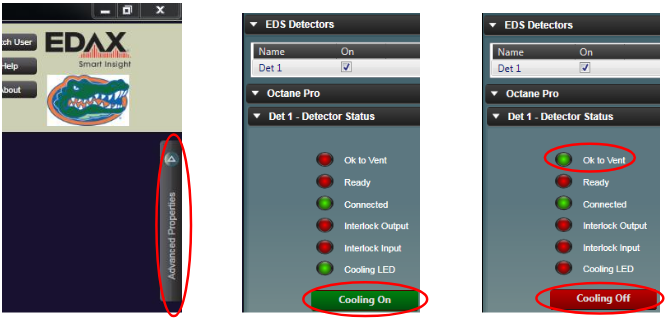 tch User
EDAX
Smart Insight
Help
About
Advanced Properties
EDS Detectors
Name On
Det 1
Octane Pro
Det 1 - Detector Status
Ok to Vent
Ready
Connected
Interlock Output
Interlock Input
Cooling LED
Cooling On
EDS Detectors
Name On
Det 1
Octane Pro
Det 1 - Detector Status
Ok to Vent
Ready
Connected
Interlock Output
Interlock Input
Cooling LED
Cooling Off